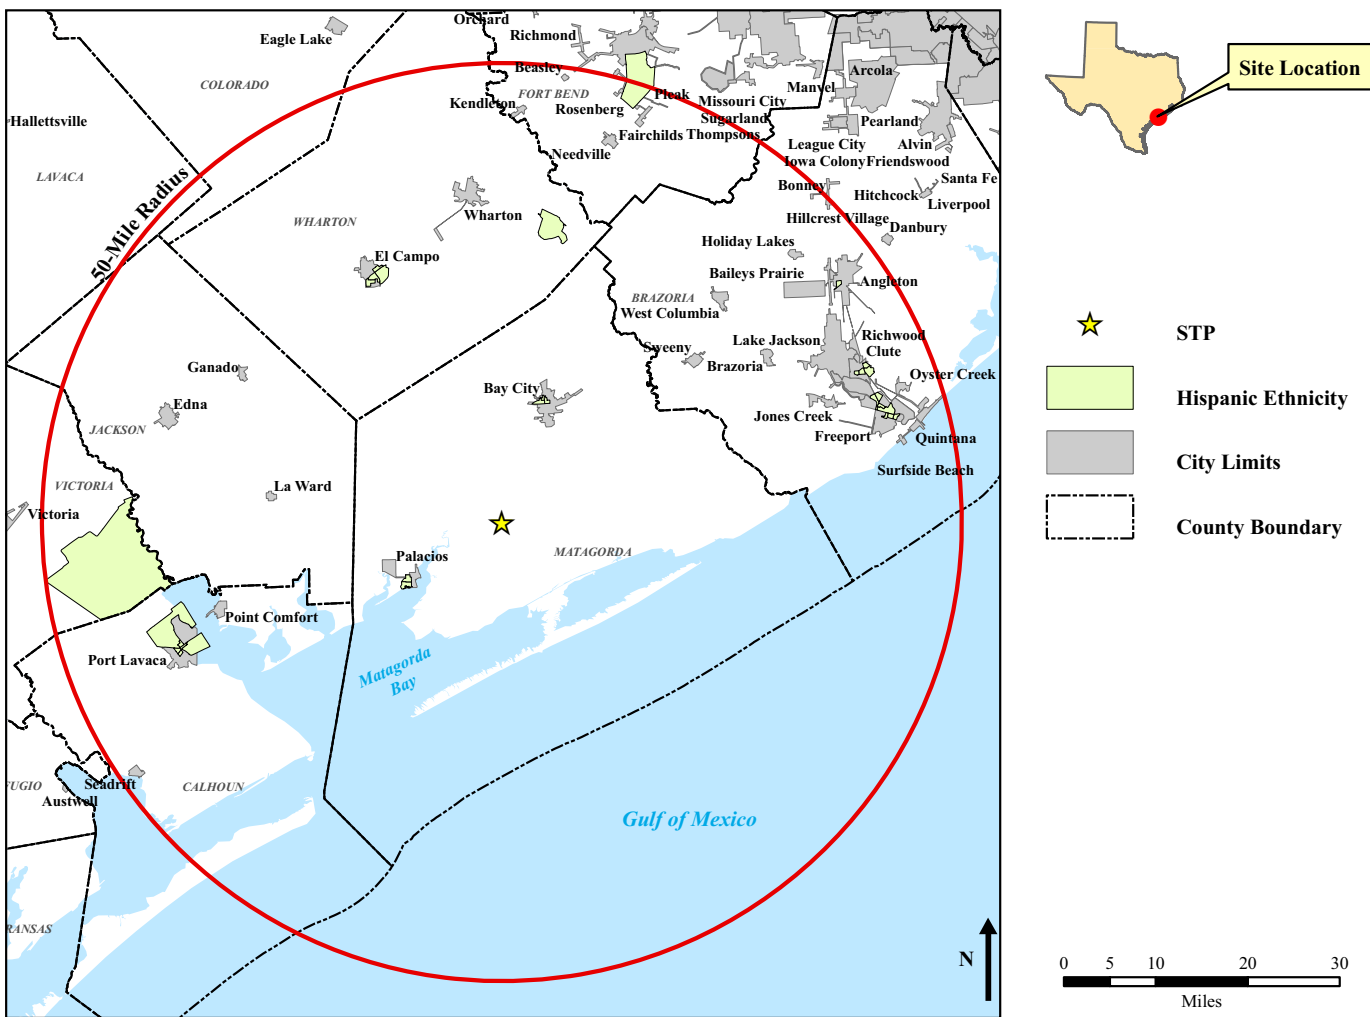 Orchard
Richmond
Eagle Lake
Beasley
COLORADO
FORT BEND
Kendleton
Rosenberg
Pleak
Missouri City
Manvel
Arcola
Hallettsville
Fairchilds
Sugarland
Thompsons
Pearland
Needville
League City
Alvin
Iowa Colony
Friendswood
LAVACA
50-Mile Radius
Bonney
Hitchcock
Santa Fe
Liverpool
WHARTON
Wharton
Hillcrest Village
Danbury
Holiday Lakes
El Campo
Baileys Prairie
Angleton
BRAZORIA
West Columbia
Lake Jackson
Richwood
Clute
Sweeny
Brazoria
Ganado
Oyster Creek
Bay City
Edna
Jones Creek
JACKSON
Freeport
Quintana
Surfside Beach
VICTORIA
La Ward
Victoria
Palacios
MATAGORDA
Point Comfort
Port Lavaca
Matagorda
Bay
FUGIO
Seadrift
CALHOUN
Austwell
Gulf of Mexico
RANSAS
N
Site Location
STP
Hispanic Ethnicity
City Limits
County Boundary
0 5 10 20 30
Miles